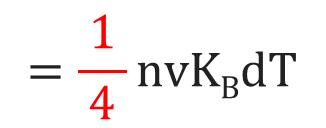 = 1/4 nvK_BdT